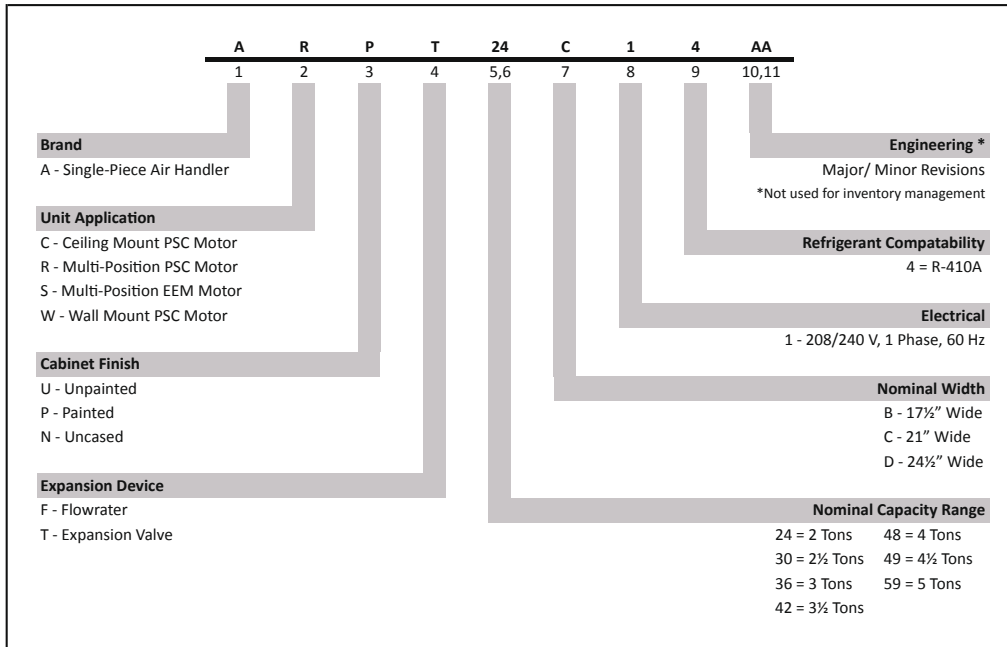 A R P T 24 C 1 4 AA
1 2 3 4 5,6 7 8 9 10,11
Brand
A - Single-Piece Air Handler
Unit Application
C - Ceiling Mount PSC Motor
R - Multi-Position PSC Motor
S - Multi-Position EEM Motor
W - Wall Mount PSC Motor
Cabinet Finish
U - Unpainted
P - Painted
N - Uncased
Expansion Device
F - Flowrater
T - Expansion Valve
Engineering *
Major/ Minor Revisions
*Not used for inventory management
Refrigerant Compatability
4 = R-410A
Electrical
1 - 208/240 V, 1 Phase, 60 Hz
Nominal Width
B - 17½” Wide
C - 21” Wide
D - 24½” Wide
Nominal Capacity Range
24 = 2 Tons 48 = 4 Tons
30 = 2½ Tons 49 = 4½ Tons
36 = 3 Tons 59 = 5 Tons
42 = 3½ Tons